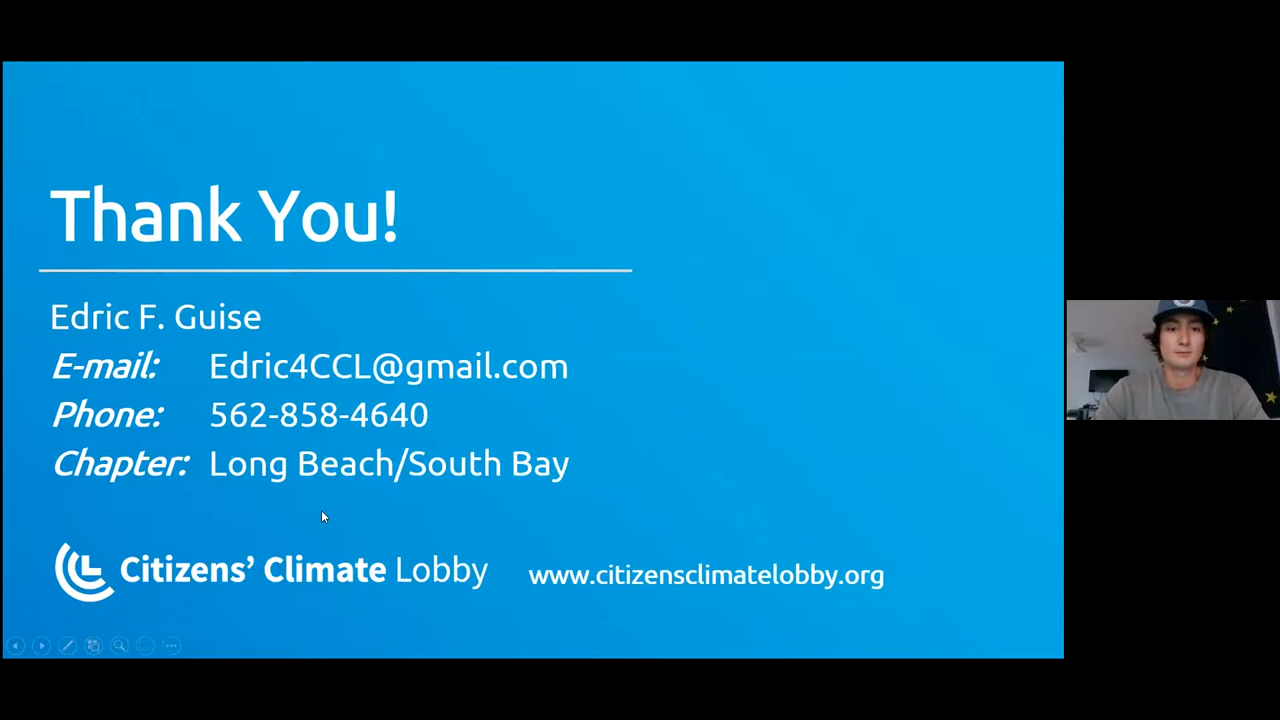 Thank You!
Edric F. Guise
E-mail: Edric4CCL@gmail.com
Phone: 562-858-4640
Chapter: Long Beach/South Bay
Citizens' Climate Lobby
www.citizensclimatelobby.org